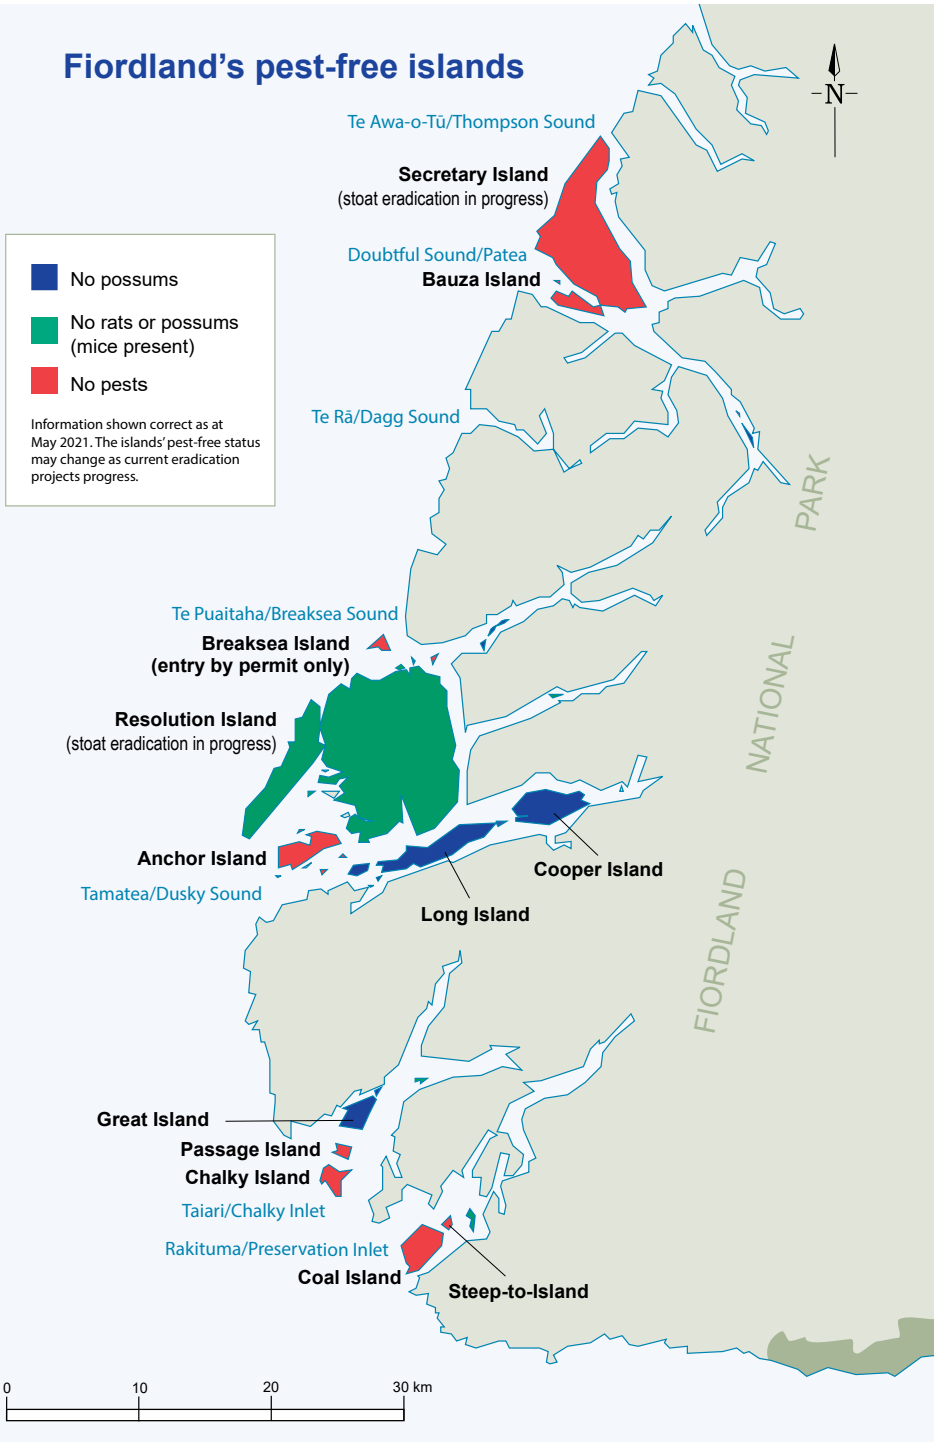 Fiordland's pest-free islands
N
Te Awa-o-Tū/Thompson Sound
Secretary Island
(stoat eradication in progress)
Doubtful Sound/Patea
Bauza Island
No possums
No rats or possums
(mice present)
No pests
Information shown correct as at
May 2021. The islands' pest-free status
may change as current eradication
projects progress.
Te Rā/Dagg Sound
PARK
NATIONAL
FIORDLAND
Te Puaitaha/Breaksea Sound
Breaksea Island
(entry by permit only)
Resolution Island
(stoat eradication in progress)
Anchor Island
Cooper Island
Tamatea/Dusky Sound
Long Island
Great Island
Passage Island
Chalky Island
Taiari/Chalky Inlet
Rakituma/Preservation Inlet
Coal Island
Steep-to-Island
0 10 20 30 km